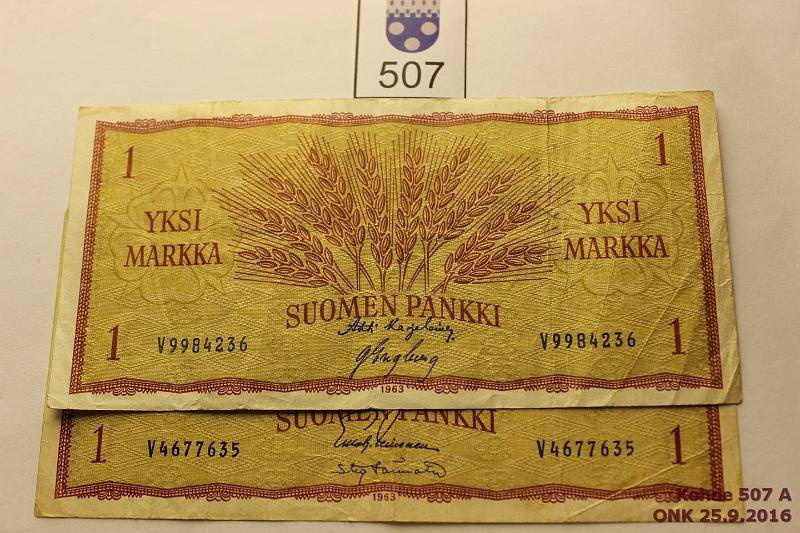 507
1 1
YKSI MARKKA YKSI MARKKA
SUOMEN PANKKI
1 V9984236 V9984236 1
1963
SUOMEN PANKKI
1 V4677635 V4677635 1
1963
Kohde 507 A
ONK 25.9.2016